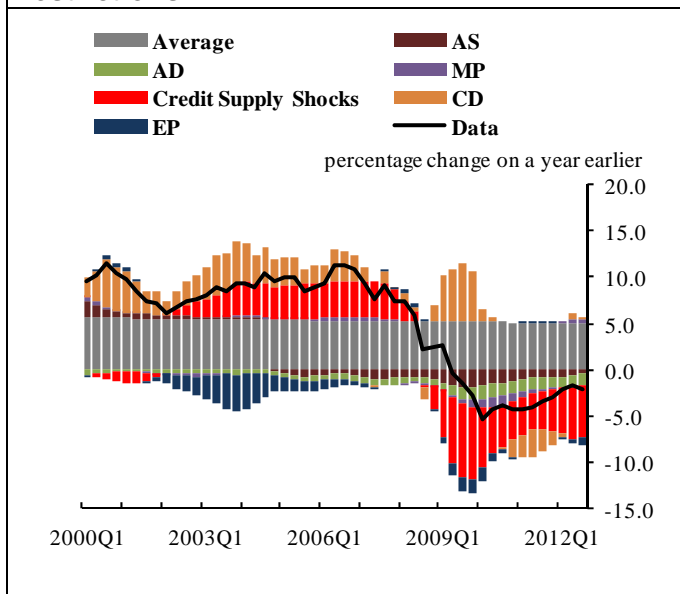 Average AS
AD MP
Credit Supply Shocks CD
EP Data
percentage change on a year earlier
20.0
15.0
10.0
5.0
0.0
-5.0
-10.0
-15.0
2000Q1 2003Q1 2006Q1 2009Q1 2012Q1